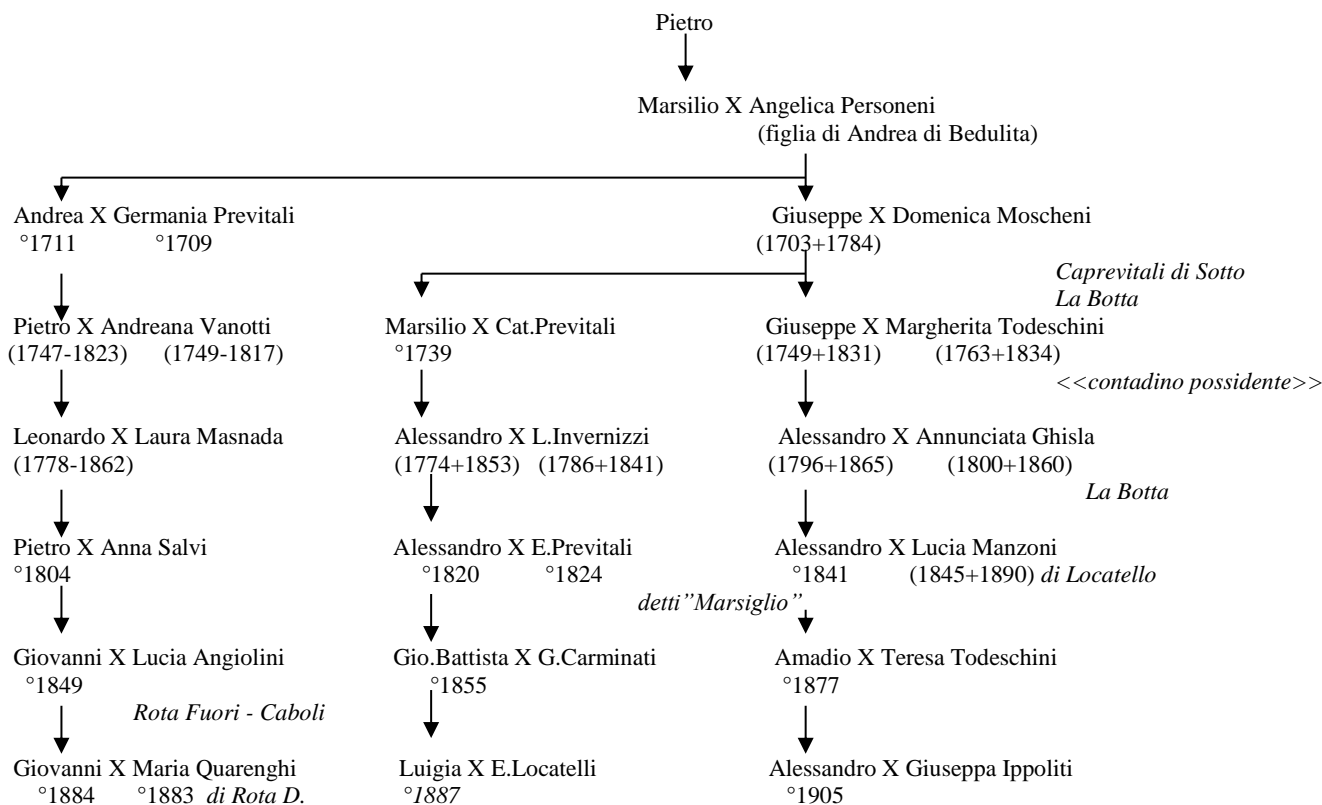 Pietro
Marsilio X Angelica Personeni
(figlia di Andrea di Bedulita)
Andrea X Germania Previtali Giuseppe X Domenica Moscheni
°1711 °1709 (1703+1784)
Caprevitali di Sotto
La Botta
Pietro X Andreana Vanotti Marsilio X Cat.Previtali Giuseppe X Margherita Todeschini
(1747-1823) (1749-1817) °1739 (1749+1831) (1763+1834)
<<contadino possidente>>
Leonardo X Laura Masnada Alessandro X L.Invernizzi Alessandro X Annunciata Ghisla
(1778-1862) (1774+1853) (1786+1841) (1796+1865) (1800+1860)
La Botta
Pietro X Anna Salvi Alessandro X E.Previtali Alessandro X Lucia Manzoni
°1804 °1820 °1824 °1841 (1845+1890) di Locatello
detti”Marsiglio”
Giovanni X Lucia Angiolini Gio.Battista X G.Carminati Amadio X Teresa Todeschini
°1849 °1855 °1877
Rota Fuori - Caboli
Giovanni X Maria Quarenghi Luigia X E.Locatelli Alessandro X Giuseppa Ippoliti
°1884 °1883 di Rota D. °1887 °1905